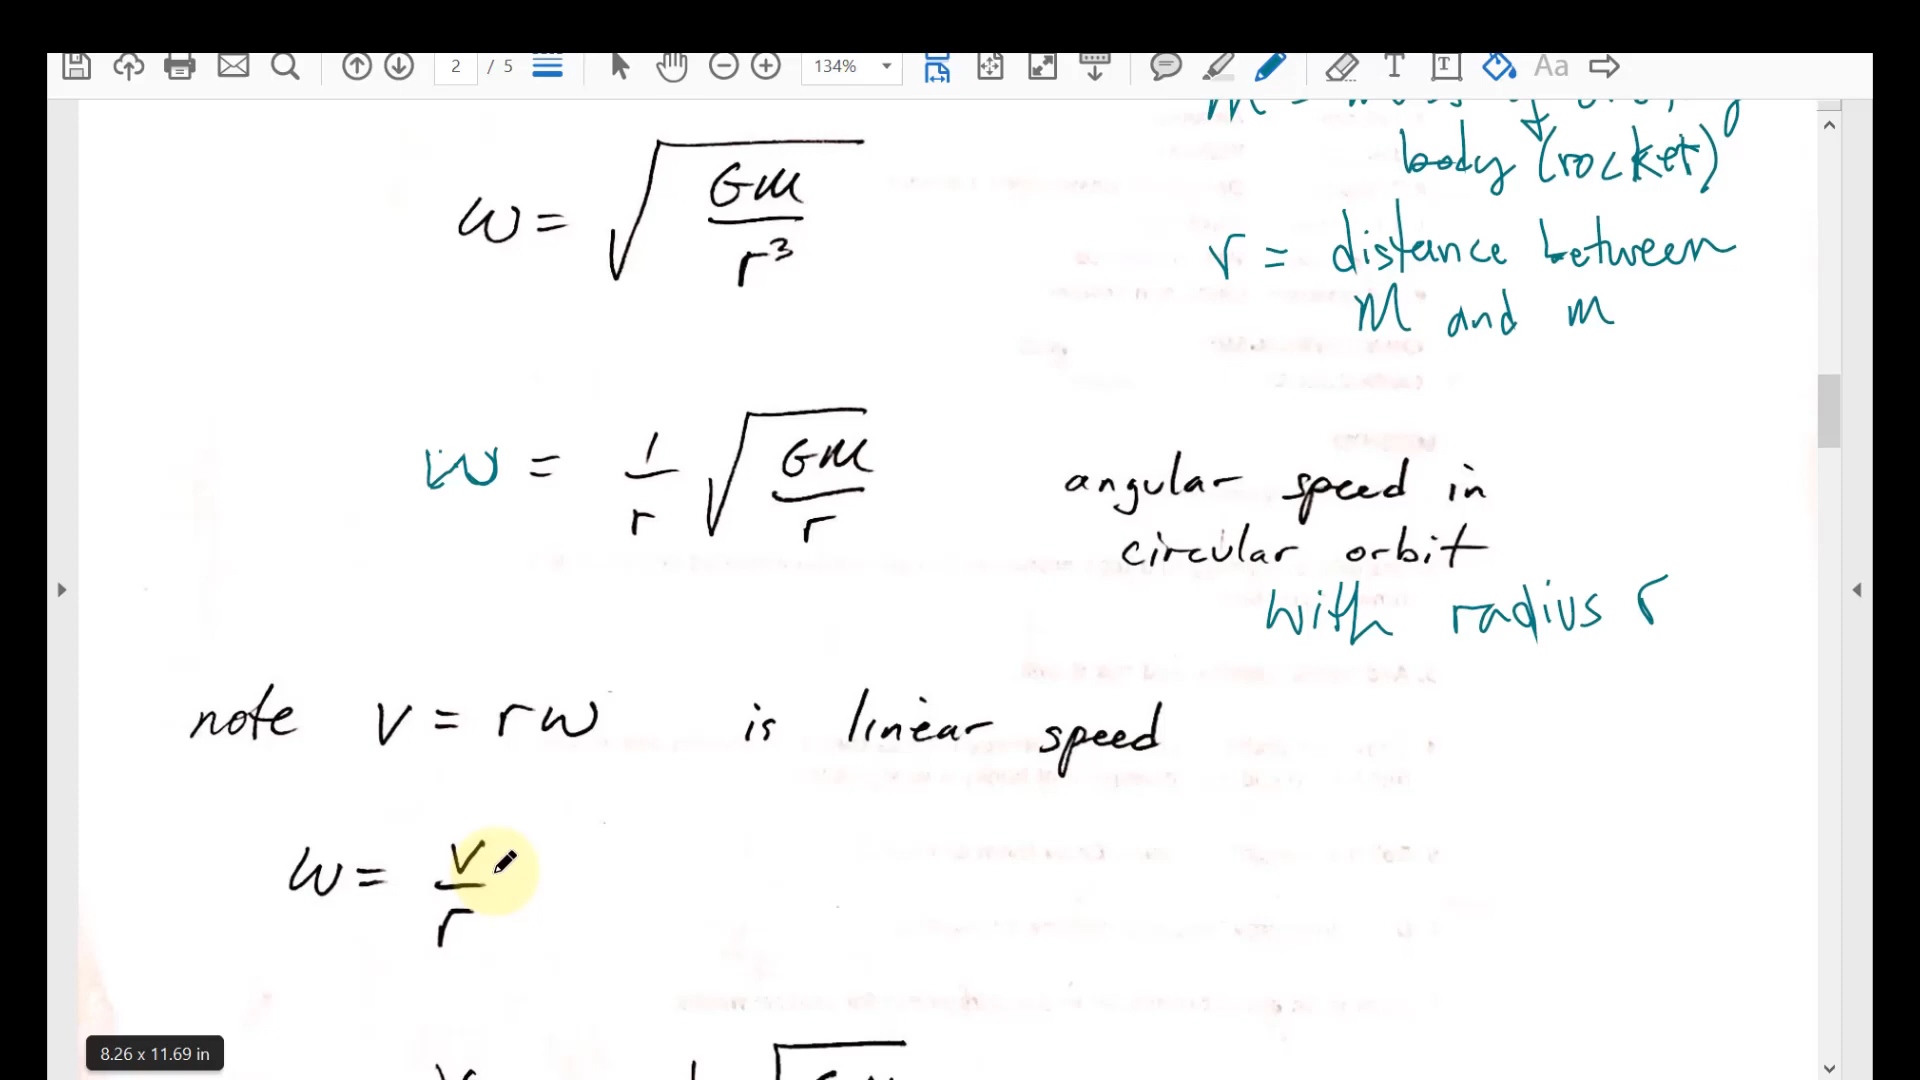 2 / 5 134% T T Aa
body (rocket)
ω = √(GM / r³)
r = distance between
M and m
ω = 1/r √(GM / r)
angular speed in
circular orbit
with radius r
note v = rω is linear speed
ω = v/r
8.26 x 11.69 in